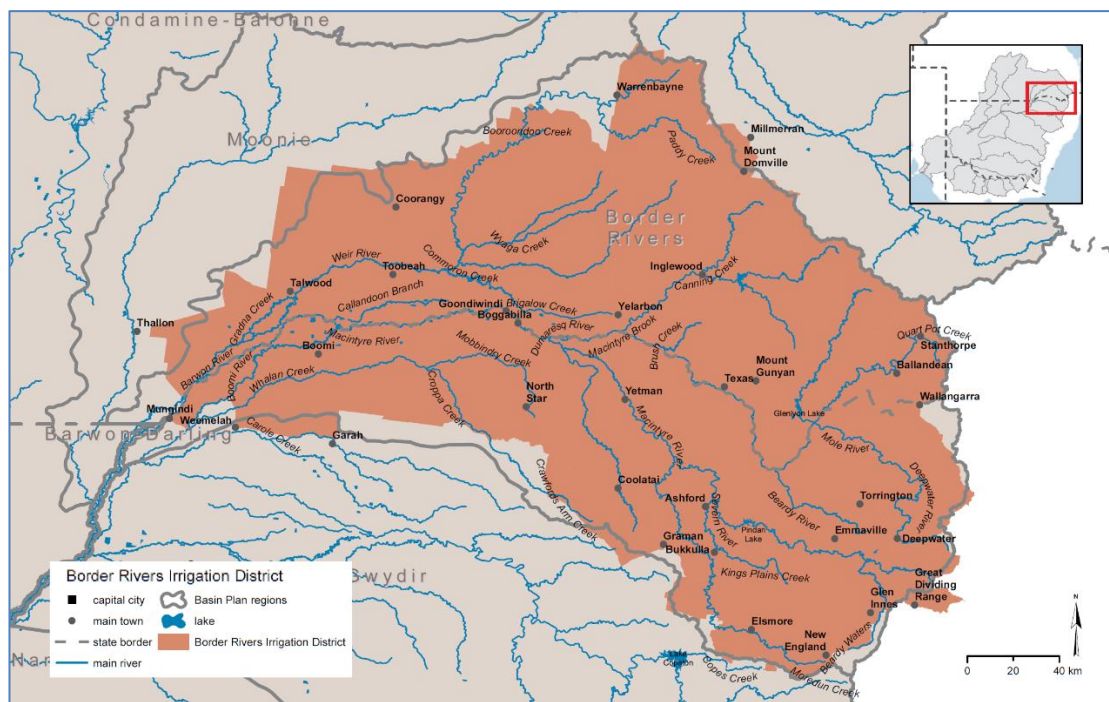 Condamine-Balonne
Warrenbayne
Moonie
Booroondoo Creek
Millmerran
Paddy Creek
Mount
Domville
Coorangy
Border
Rivers
Wyaga Creek
Weir River
Commoron Creek
Toobeah
Inglewood
Canning Creek
Talwood
Callandoon Branch
Goondiwindi
Brigalow Creek
Yelarbon
Boggabilla
Gradna Creek
Thallon
Dumaresq River
Macintyre Brook
Quart Pot Creek
Stanthorpe
Macintyre River
Brush Creek
Barwon River
Boomi
Boomi River
Mobbindry Creek
Mount
Gunyan
Ballandean
Whalan Creek
Croppa Creek
North
Star
Texas
Yetman
Wallangarra
Glenlyon Lake
Mungindi
Weemelah
Barwon-Darling
Carole Creek
Garah
Macintyre River
Mole River
Deepwater River
Crawfords Arm Creek
Coolatai
Ashford
Severn River
Beardy River
Torrington
Pindari
Lake
Emmaville
Deepwater
Graman
Bukkulla
Kings Plains Creek
Great
Dividing
Range
Glen
Innes
Elsmore
New
England
Beardy Waters
Lake
Copeton
Copes Creek
Moredun Creek
Border Rivers Irrigation District
capital city
Basin Plan regions
main town
lake
state border
Border Rivers Irrigation District
main river
N
0 20 40 km